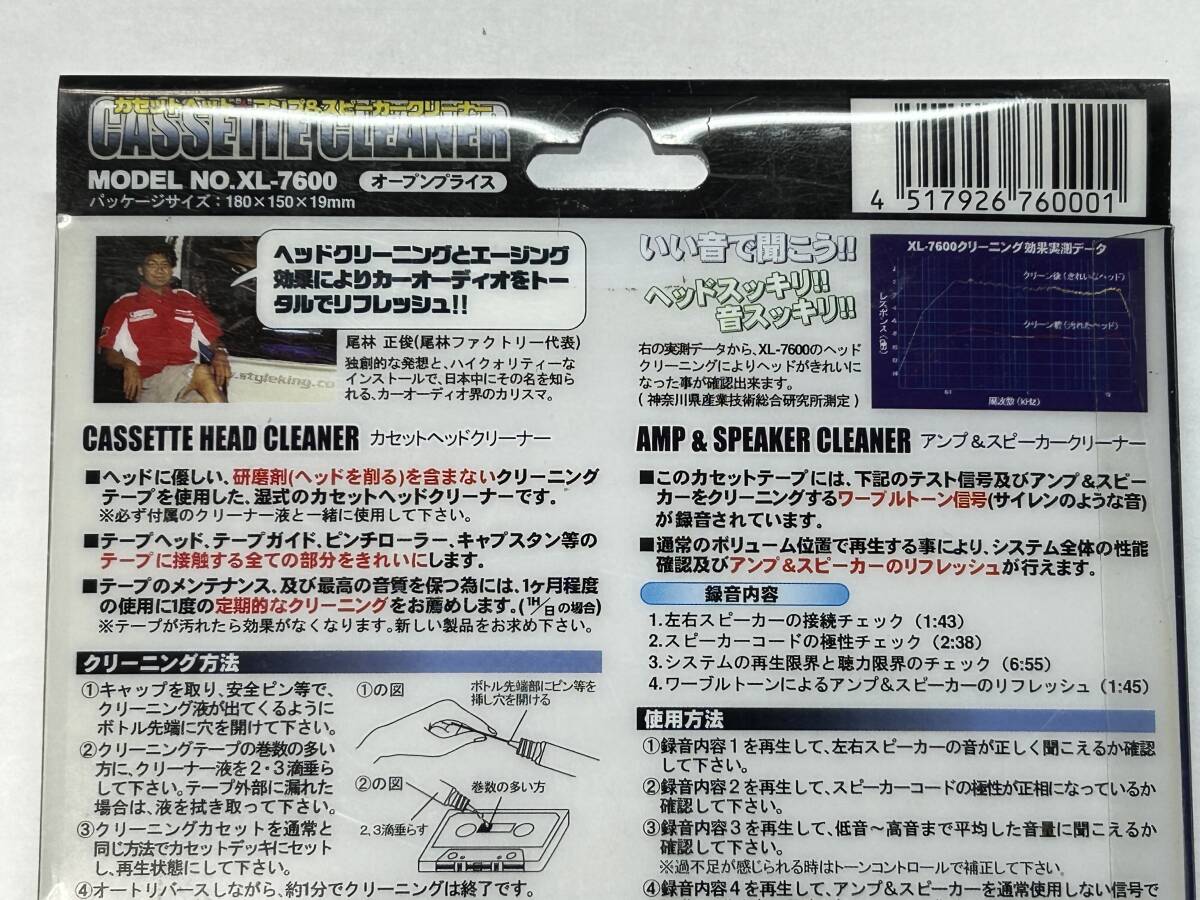 カセットヘッド・アンプ&スピーカークリーナー
CASSETTE CLEANER
MODEL NO.XL-7600 オープンプライス
パッケージサイズ:180×150×19mm
4 517926 760001
ヘッドクリーニングとエージング
効果によりカーオーディオをトー
タルでリフレッシュ!!
尾林 正俊(尾林ファクトリー代表)
独創的な発想と、ハイクォリティーな
インストールで、日本中にその名を知ら
れる、カーオーディオ界のカリスマ。
.styleking.co
いい音で聞こう!!
ヘッドスッキリ!!
音スッキリ!!
右の実測データから、XL-7600のヘッド
クリーニングによりヘッドがきれいに
なった事が確認出来ます。
(神奈川県産業技術総合研究所測定)
XL-7600クリーニング効果実測データ
クリーン後(きれいなヘッド)
クリーン前(汚れたヘッド)
レスポンス(dB)
周波数(kHz)
CASSETTE HEAD CLEANER カセットヘッドクリーナー
■ヘッドに優しい、研磨剤(ヘッドを削る)を含まないクリーニング
テープを使用した、湿式のカセットヘッドクリーナーです。
※必ず付属のクリーナー液と一緒に使用して下さい。
■テープヘッド、テープガイド、ピンチローラー、キャプスタン等の
テープに接触する全ての部分をきれいにします。
■テープのメンテナンス、及び最高の音質を保つ為には、1ヶ月程度
の使用に1度の定期的なクリーニングをお薦めします。(1H/日の場合)
※テープが汚れたら効果がなくなります。新しい製品をお求め下さい。
クリーニング方法
①キャップを取り、安全ピン等で、
クリーニング液が出てくるように
ボトル先端に穴を開けて下さい。
②クリーニングテープの巻数の多い
方に、クリーナー液を2・3滴垂ら
して下さい。テープ外部に漏れた
場合は、液を拭き取って下さい。
③クリーニングカセットを通常と
同じ方法でカセットデッキにセット
し、再生状態にして下さい。
④オートリバースしながら、約1分でクリーニングは終了です。
①の図
ボトル先端部にピン等を
挿し穴を開ける
②の図
巻数の多い方
2,3滴垂らす
AMP & SPEAKER CLEANER アンプ&スピーカークリーナー
■このカセットテープには、下記のテスト信号及びアンプ&スピー
カーをクリーニングするワーブルトーン信号(サイレンのような音)
が録音されています。
■通常のボリューム位置で再生する事により、システム全体の性能
確認及びアンプ&スピーカーのリフレッシュが行えます。
録音内容
1.左右スピーカーの接続チェック(1:43)
2.スピーカーコードの極性チェック(2:38)
3.システムの再生限界と聴力限界のチェック(6:55)
4.ワーブルトーンによるアンプ&スピーカーのリフレッシュ(1:45)
使用方法
①録音内容1を再生して、左右スピーカーの音が正しく聞こえるか確認
して下さい。
②録音内容2を再生して、スピーカーコードの極性が正相になっているか
確認して下さい。
③録音内容3を再生して、低音～高音まで平均した音量に聞こえるか
確認して下さい。
※過不足が感じられる時はトーンコントロールで補正して下さい。
④録音内容4を再生して、アンプ&スピーカーを通常使用しない信号で